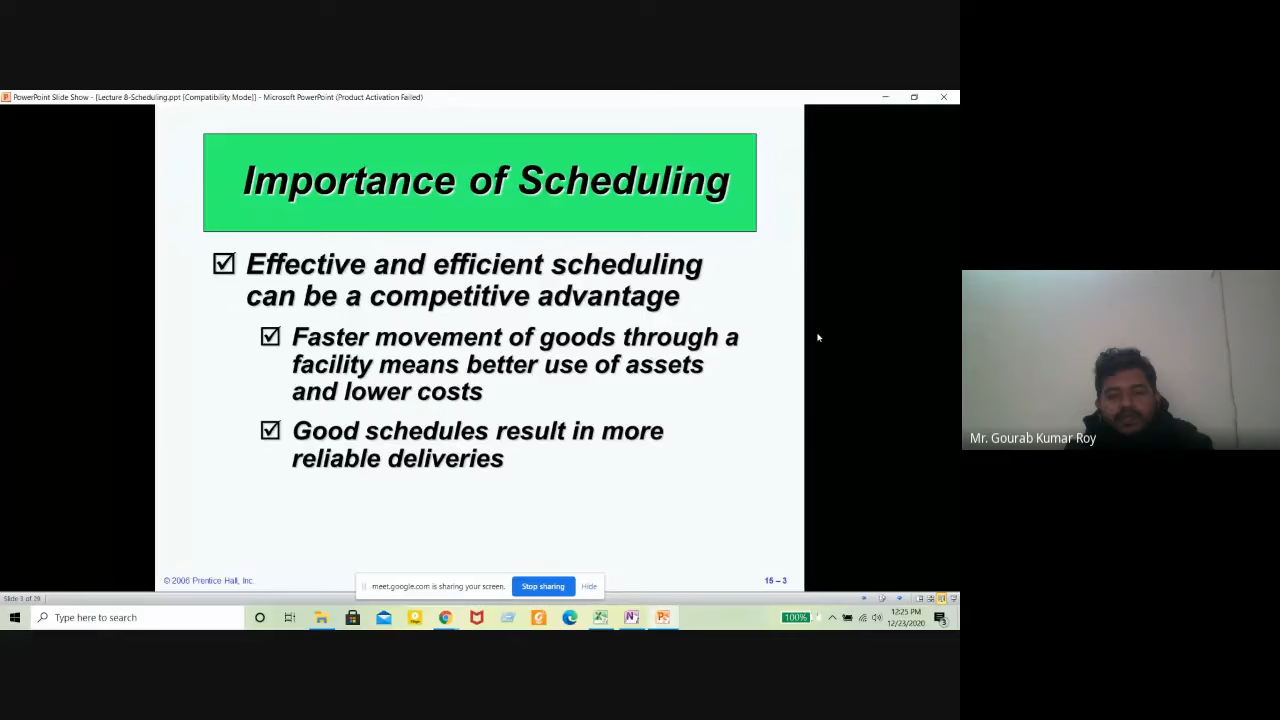 PowerPoint Slide Show - [Lecture 8-Scheduling.ppt [Compatibility Mode]] - Microsoft PowerPoint (Product Activation Failed)
Importance of Scheduling
Effective and efficient scheduling
can be a competitive advantage
Faster movement of goods through a
facility means better use of assets
and lower costs
Good schedules result in more
reliable deliveries
Mr. Gourab Kumar Roy
© 2006 Prentice Hall, Inc.
meet.google.com is sharing your screen.
Stop sharing
Hide
15 – 3
Slide 3 of 29
Type here to search
100%
12:25 PM
12/23/2020